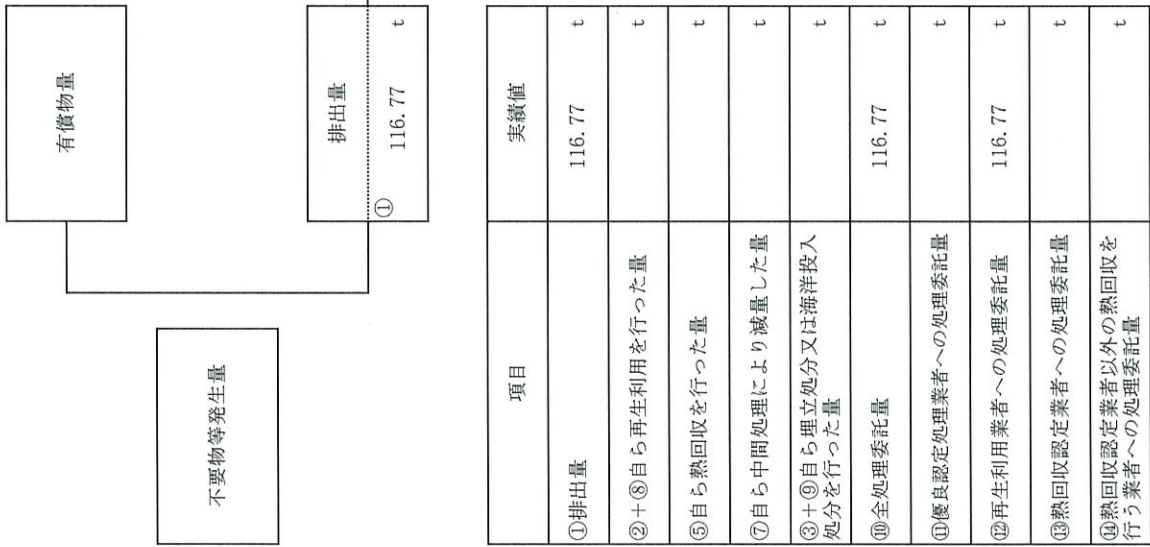 有償物量
不要物等発生量
排出量
①
116.77 t
項目 実績値
①排出量 116.77 t
②+⑧自ら再生利用を行った量 t
⑤自ら熱回収を行った量 t
⑦自ら中間処理により減量した量 t
③+⑨自ら埋立処分又は海洋投入
処分を行った量 t
⑩全処理委託量 116.77 t
⑪優良認定処理業者への処理委託量 t
⑫再生利用業者への処理委託量 116.77 t
⑬熱回収認定業者への処理委託量 t
⑭熱回収認定業者以外の熱回収を
行う業者への処理委託量 t